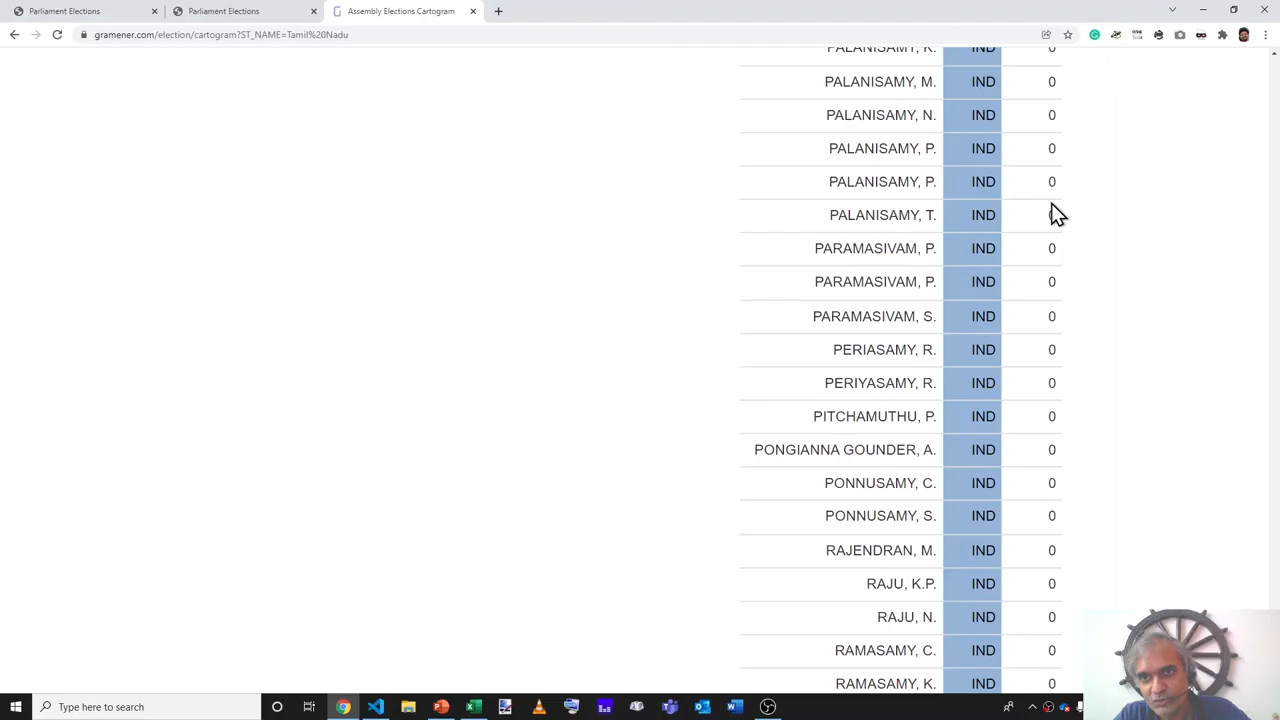 Parliament Elections
Parliament Elections
Assembly Elections Cartogram
gramener.com/election/cartogram?ST_NAME=Tamil%20Nadu
PALANISAMY, K. IND 0
PALANISAMY, M. IND 0
PALANISAMY, N. IND 0
PALANISAMY, P. IND 0
PALANISAMY, P. IND 0
PALANISAMY, T. IND
PARAMASIVAM, P. IND 0
PARAMASIVAM, P. IND 0
PARAMASIVAM, S. IND 0
PERIASAMY, R. IND 0
PERIYASAMY, R. IND 0
PITCHAMUTHU, P. IND 0
PONGIANNA GOUNDER, A. IND 0
PONNUSAMY, C. IND 0
PONNUSAMY, S. IND 0
RAJENDRAN, M. IND 0
RAJU, K.P. IND 0
RAJU, N. IND 0
RAMASAMY, C. IND 0
RAMASAMY, K. IND 0
Type here to search